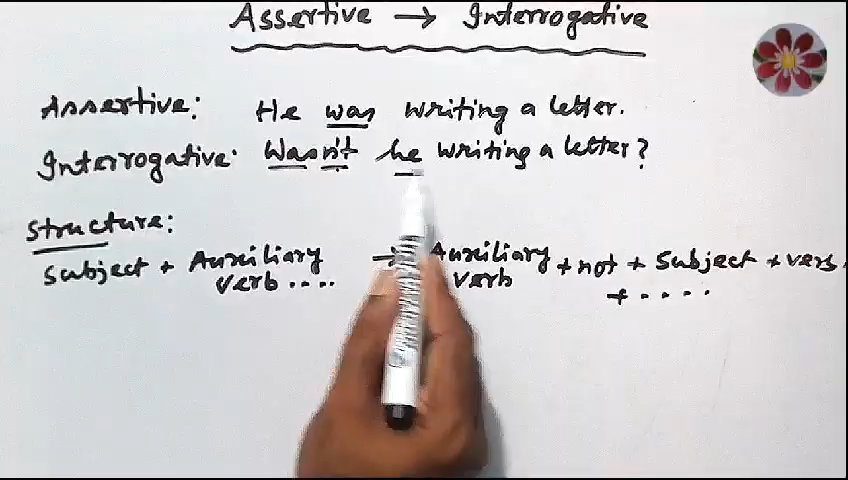 Assertive → Interrogative
Assertive: He was writing a letter.
Interrogative: Wasn't he writing a letter?
Structure:
Subject + Auxiliary verb .... → Auxiliary verb + not + Subject + verb
+ .....